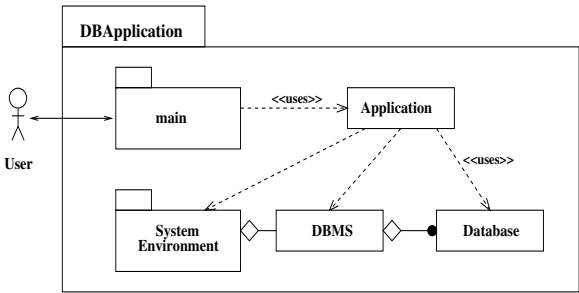 DBApplication
main
<<uses>>
Application
User
<<uses>>
System
Environment
DBMS
Database